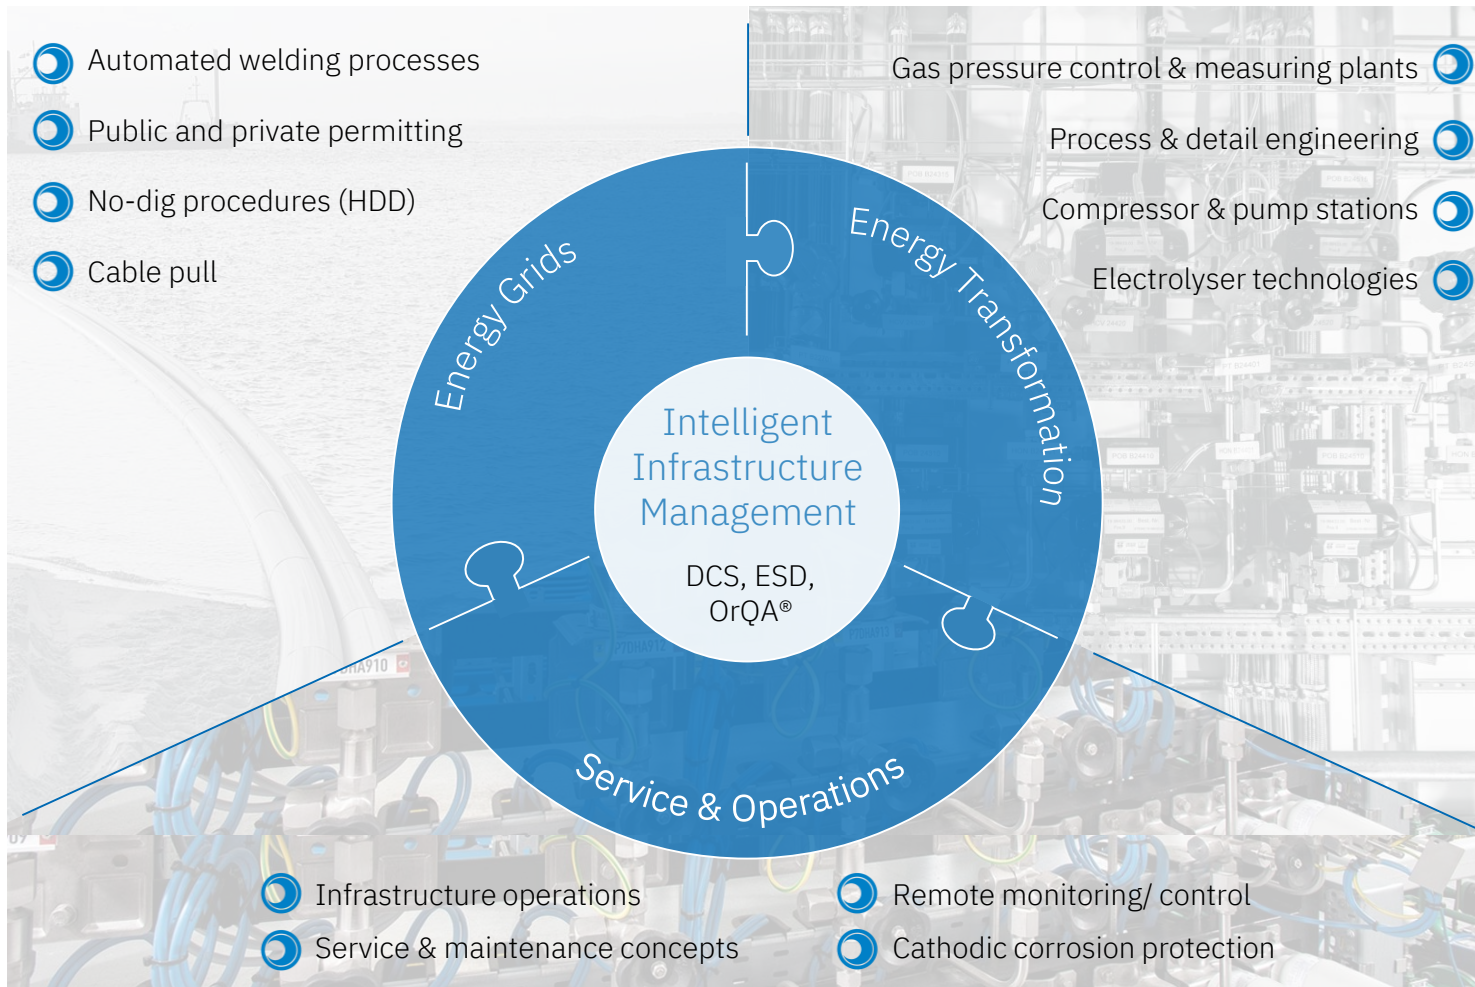 Automated welding processes
Public and private permitting
No-dig procedures (HDD)
Cable pull
Gas pressure control & measuring plants
Process & detail engineering
Compressor & pump stations
Electrolyser technologies
Energy Grids
Energy Transformation
Intelligent
Infrastructure
Management
DCS, ESD,
OrQA®
Service & Operations
Infrastructure operations
Service & maintenance concepts
Remote monitoring/ control
Cathodic corrosion protection